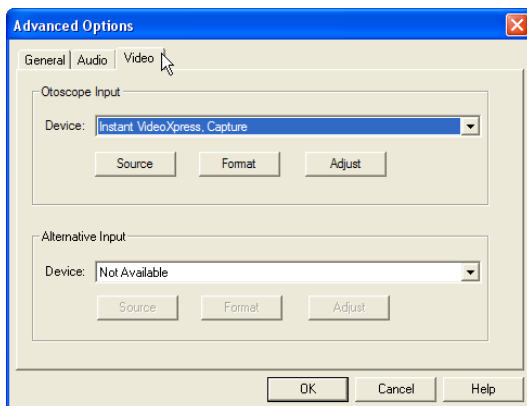 Advanced Options
General Audio Video
Otoscope Input
Device: Instant VideoXpress, Capture
Source Format Adjust
Alternative Input
Device: Not Available
Source Format Adjust
OK Cancel Help